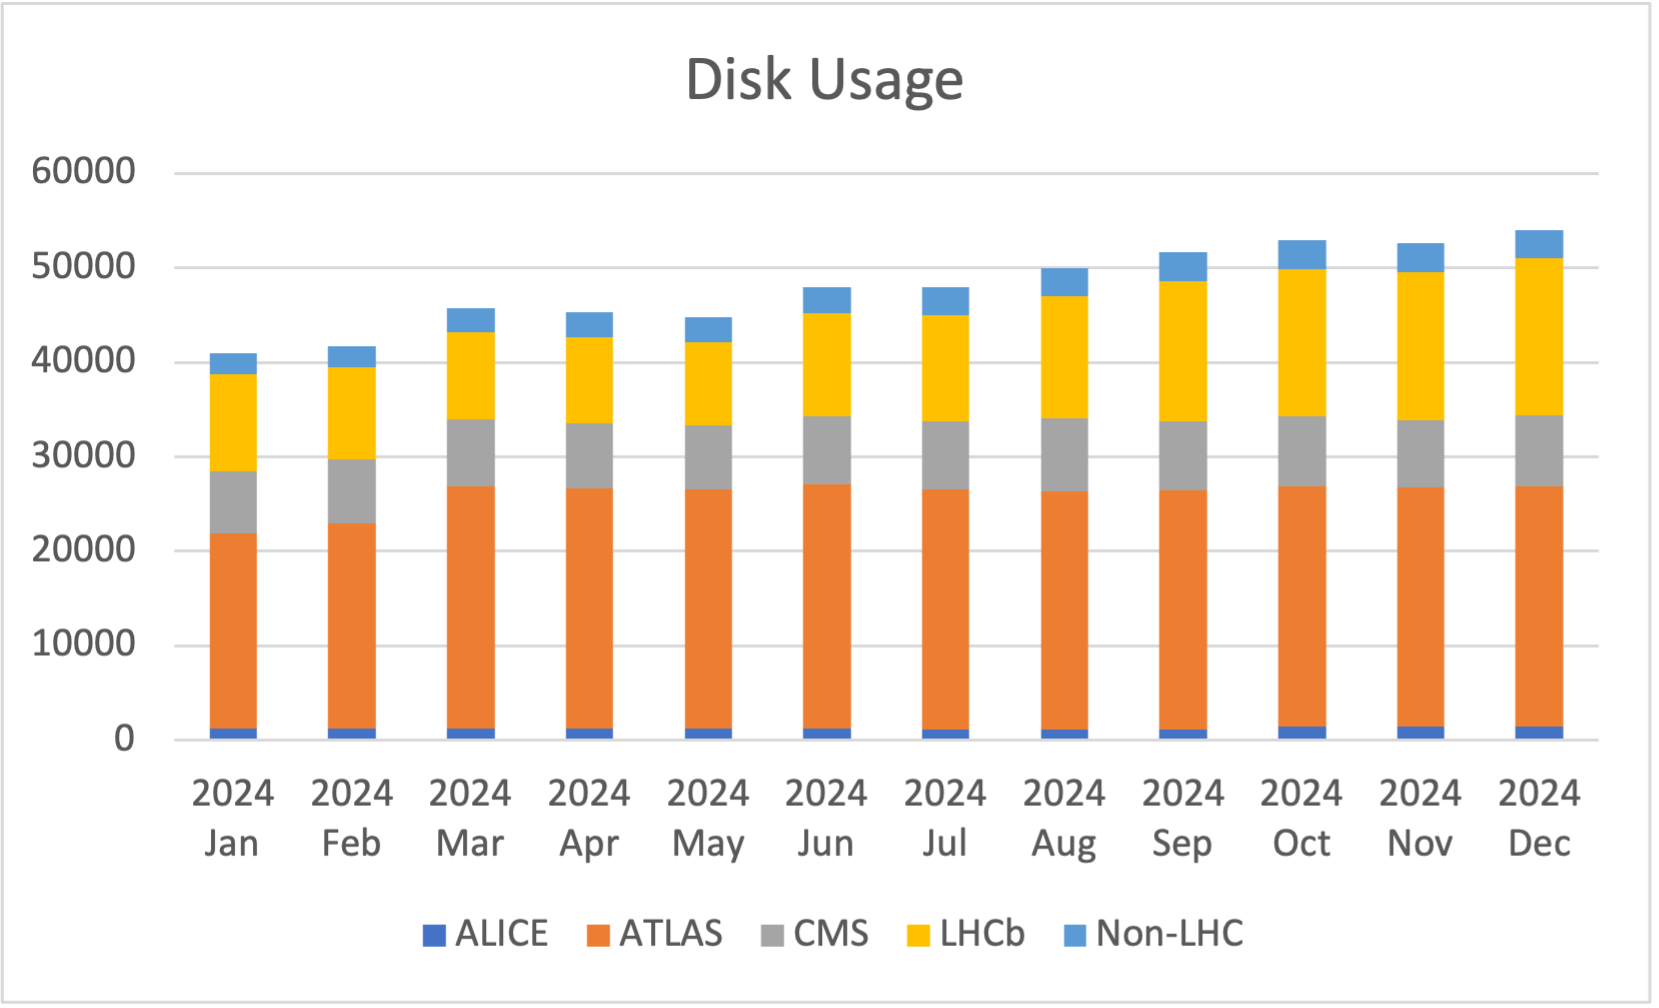 Disk Usage
60000
50000
40000
30000
20000
10000
0
2024 2024 2024 2024 2024 2024 2024 2024 2024 2024 2024 2024
Jan Feb Mar Apr May Jun Jul Aug Sep Oct Nov Dec
ALICE ATLAS CMS LHCb Non-LHC